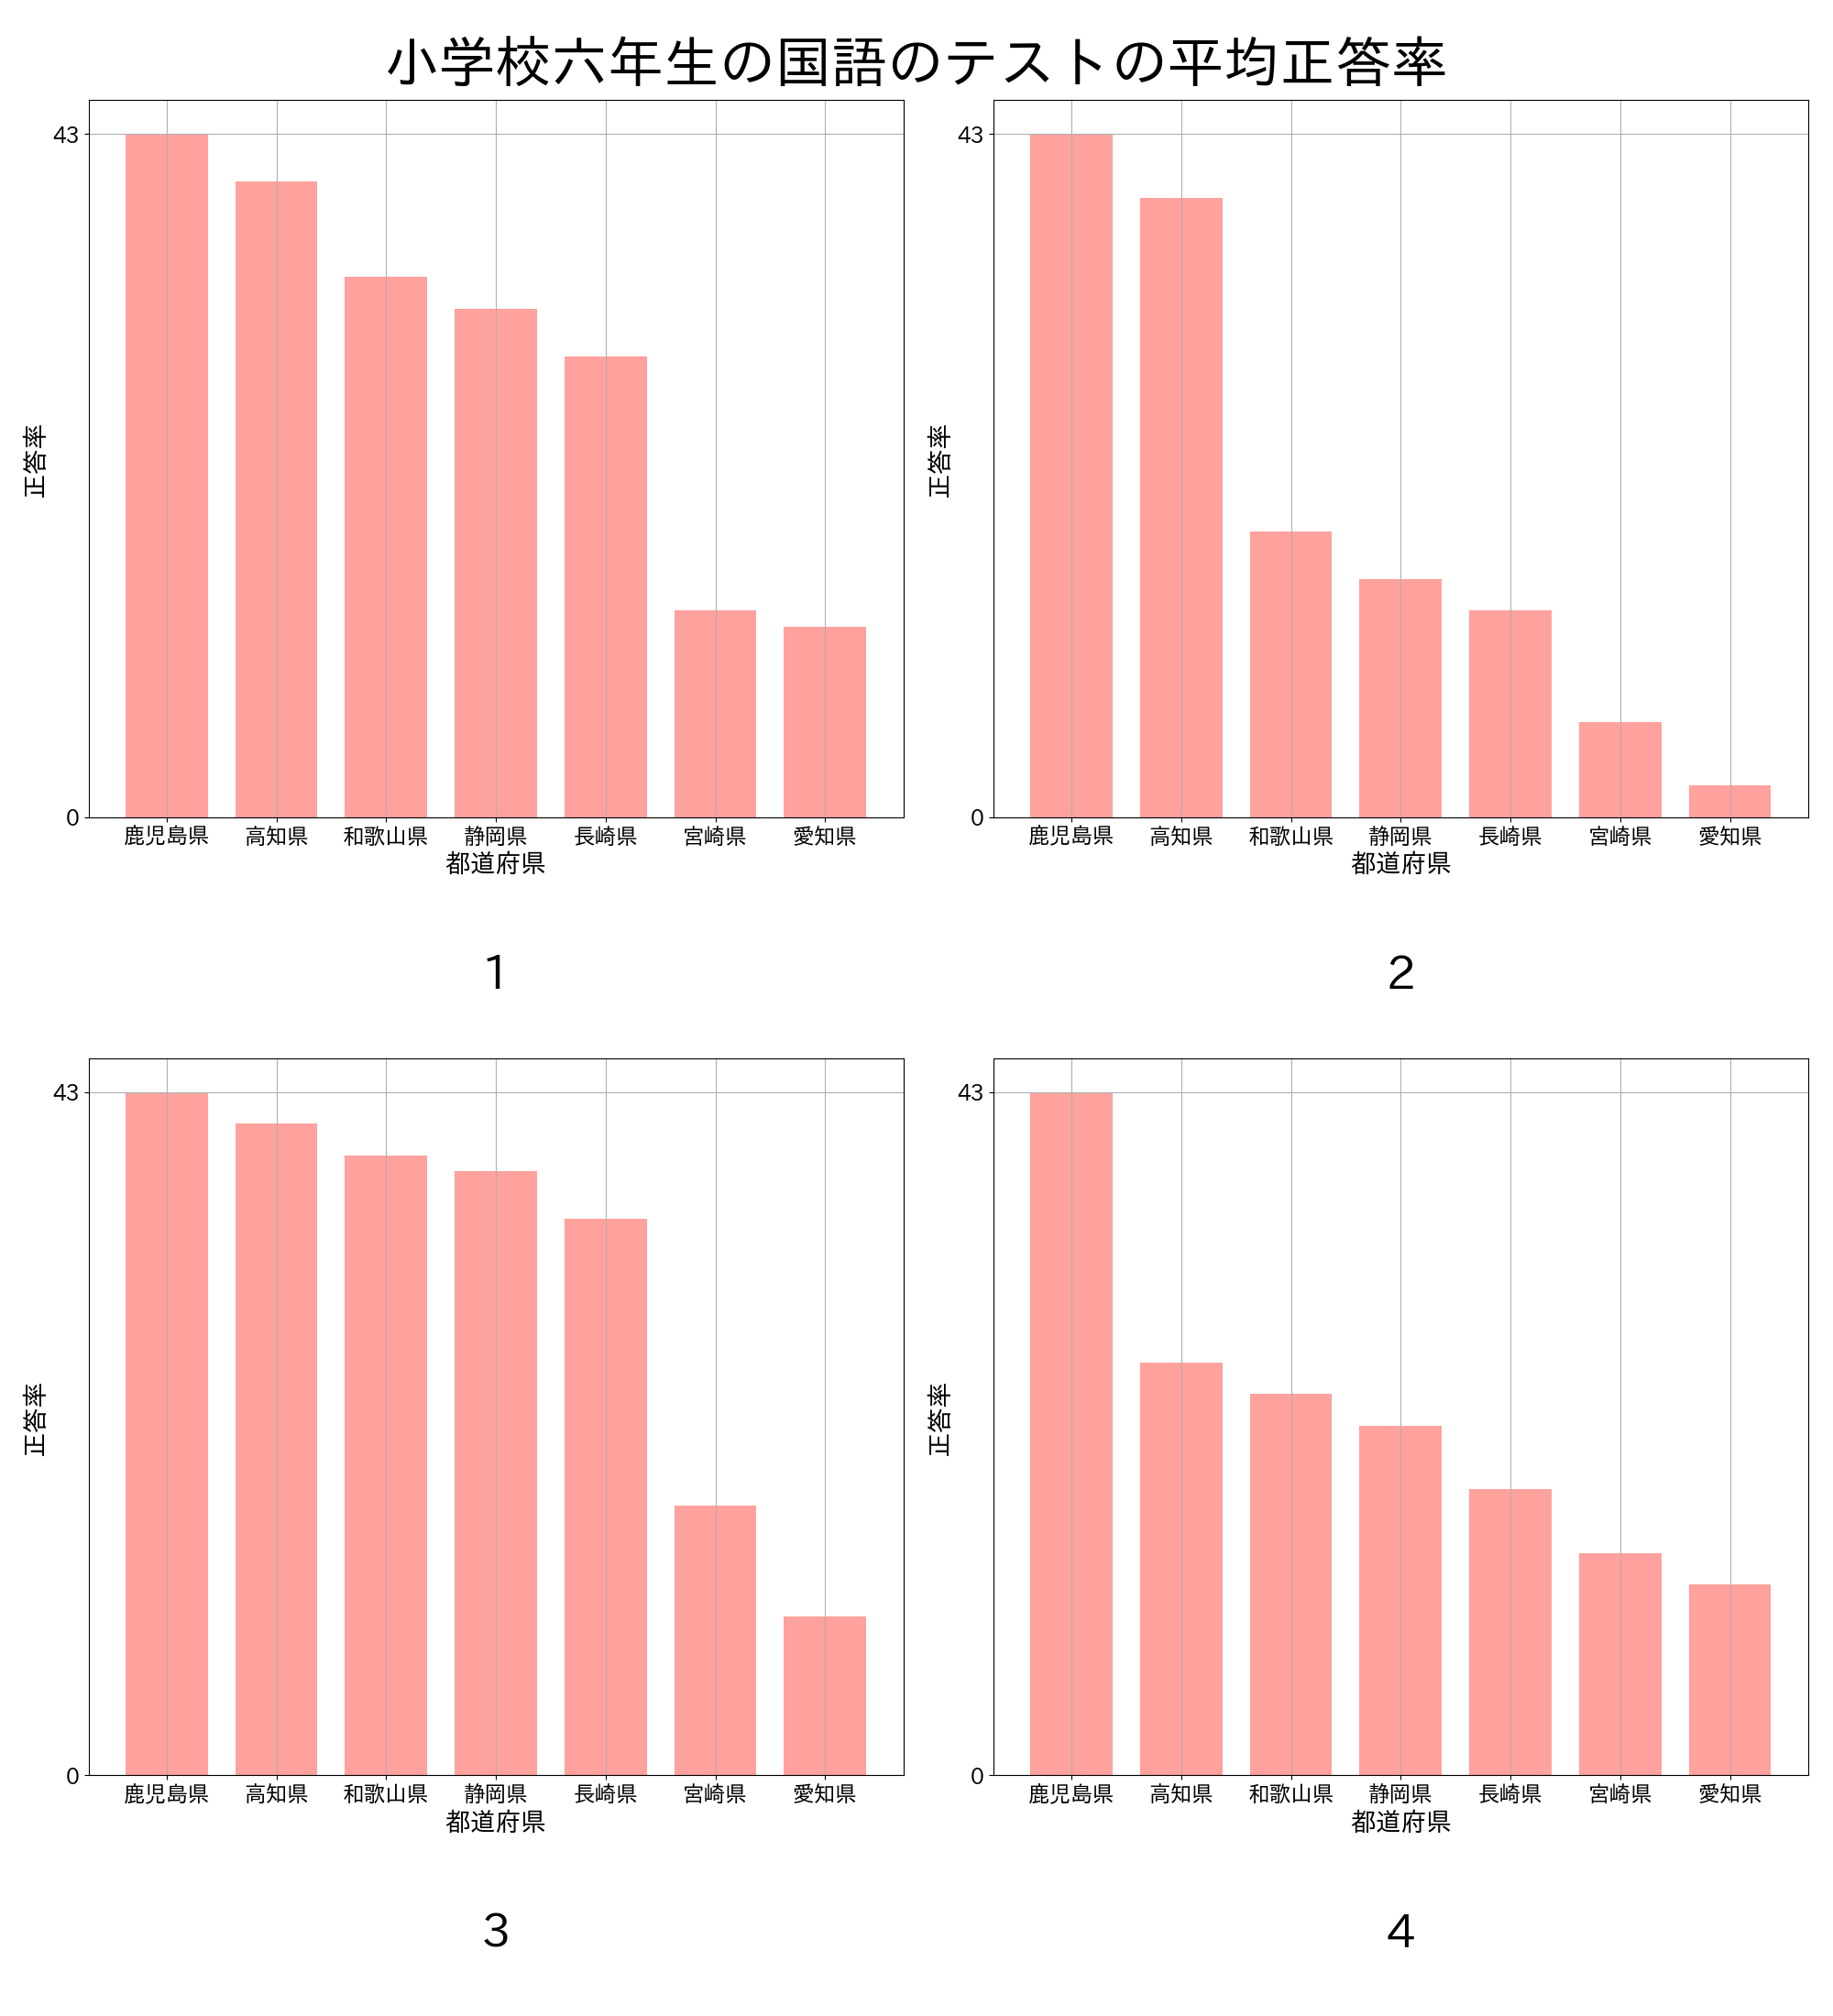 小学校六年生の国語のテストの平均正答率
43
正答率
0
鹿児島県 高知県 和歌山県 静岡県 長崎県 宮崎県 愛知県
都道府県
1
43
正答率
0
鹿児島県 高知県 和歌山県 静岡県 長崎県 宮崎県 愛知県
都道府県
2
43
正答率
0
鹿児島県 高知県 和歌山県 静岡県 長崎県 宮崎県 愛知県
都道府県
3
43
正答率
0
鹿児島県 高知県 和歌山県 静岡県 長崎県 宮崎県 愛知県
都道府県
4